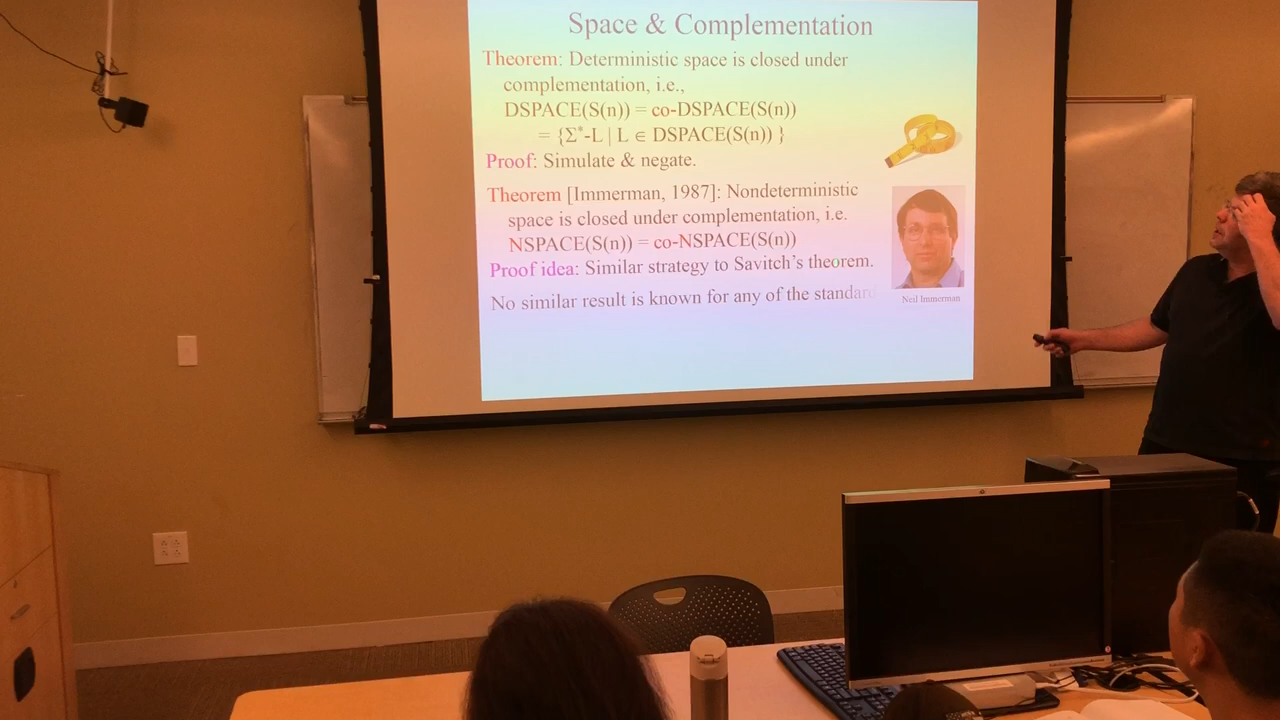 Space & Complementation
Theorem: Deterministic space is closed under
complementation, i.e.,
DSPACE(S(n)) = co-DSPACE(S(n))
= {Σ*-L | L ∈ DSPACE(S(n)) }
Proof: Simulate & negate.
Theorem [Immerman, 1987]: Nondeterministic
space is closed under complementation, i.e.
NSPACE(S(n)) = co-NSPACE(S(n))
Proof idea: Similar strategy to Savitch's theorem.
No similar result is known for any of the standard
Neil Immerman